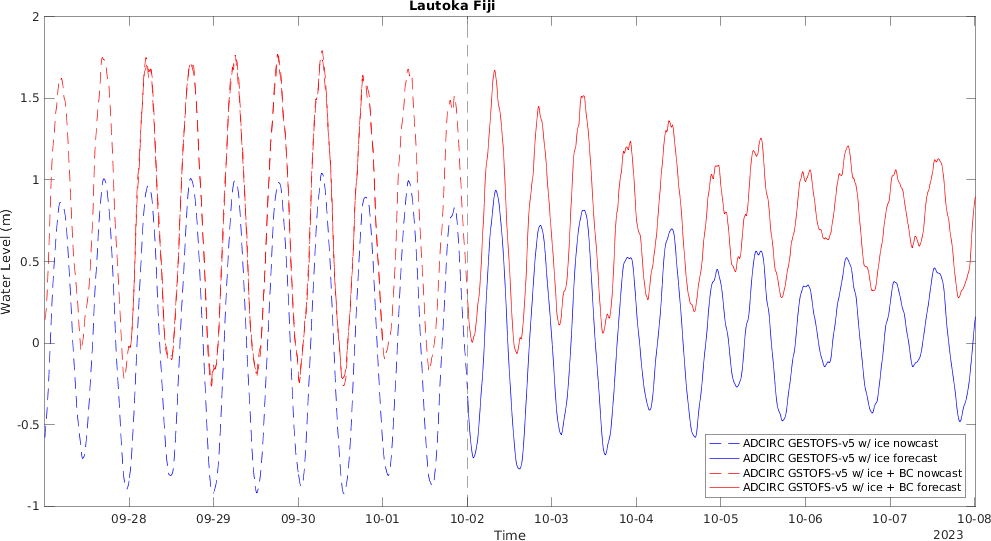 Lautoka Fiji
2
1.5
1
0.5
0
-0.5
-1
Water Level (m)
ADCIRC GESTOFS-v5 w/ ice nowcast
ADCIRC GESTOFS-v5 w/ ice forecast
ADCIRC GSTOFS-v5 w/ ice + BC nowcast
ADCIRC GSTOFS-v5 w/ ice + BC forecast
09-28 09-29 09-30 10-01 10-02 10-03 10-04 10-05 10-06 10-07 10-08
Time
2023